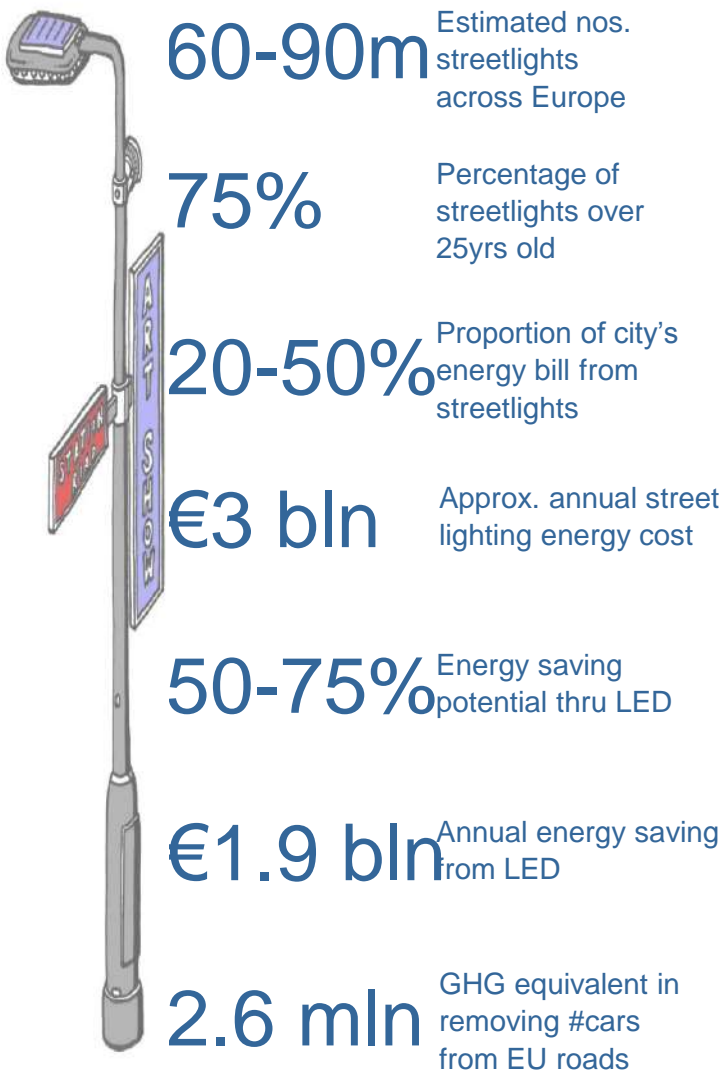 60-90m
Estimated nos.
streetlights
across Europe
75%
Percentage of
streetlights over
25yrs old
20-50%
Proportion of city's
energy bill from
streetlights
€3 bln
Approx. annual street
lighting energy cost
50-75%
Energy saving
potential thru LED
€1.9 bln
Annual energy saving
from LED
2.6 mln
GHG equivalent in
removing #cars
from EU roads
ART SHOW
STATION